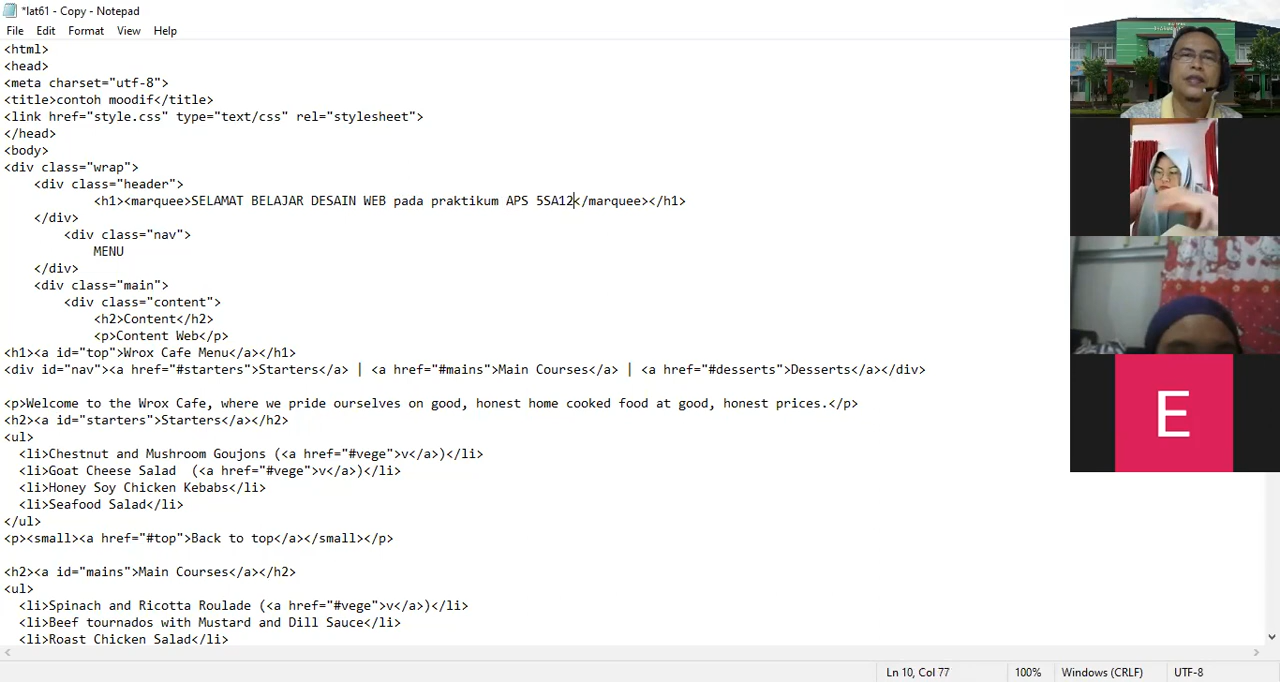 *lat61 - Copy - Notepad
File Edit Format View Help
<html>
<head>
<meta charset="utf-8">
<title>contoh moodif</title>
<link href="style.css" type="text/css" rel="stylesheet">
</head>
<body>
<div class="wrap">
    <div class="header">
            <h1><marquee>SELAMAT BELAJAR DESAIN WEB pada praktikum APS 5SA12</marquee></h1>
    </div>
        <div class="nav">
            MENU
    </div>
    <div class="main">
        <div class="content">
            <h2>Content</h2>
            <p>Content Web</p>
<h1><a id="top">Wrox Cafe Menu</a></h1>
<div id="nav"><a href="#starters">Starters</a> | <a href="#mains">Main Courses</a> | <a href="#desserts">Desserts</a></div>
<p>Welcome to the Wrox Cafe, where we pride ourselves on good, honest home cooked food at good, honest prices.</p>
<h2><a id="starters">Starters</a></h2>
<ul>
  <li>Chestnut and Mushroom Goujons (<a href="#vege">v</a>)</li>
  <li>Goat Cheese Salad  (<a href="#vege">v</a>)</li>
  <li>Honey Soy Chicken Kebabs</li>
  <li>Seafood Salad</li>
</ul>
<p><small><a href="#top">Back to top</a></small></p>
<h2><a id="mains">Main Courses</a></h2>
<ul>
  <li>Spinach and Ricotta Roulade (<a href="#vege">v</a>)</li>
  <li>Beef tournados with Mustard and Dill Sauce</li>
  <li>Roast Chicken Salad</li>
Ln 10, Col 77 100% Windows (CRLF) UTF-8
E